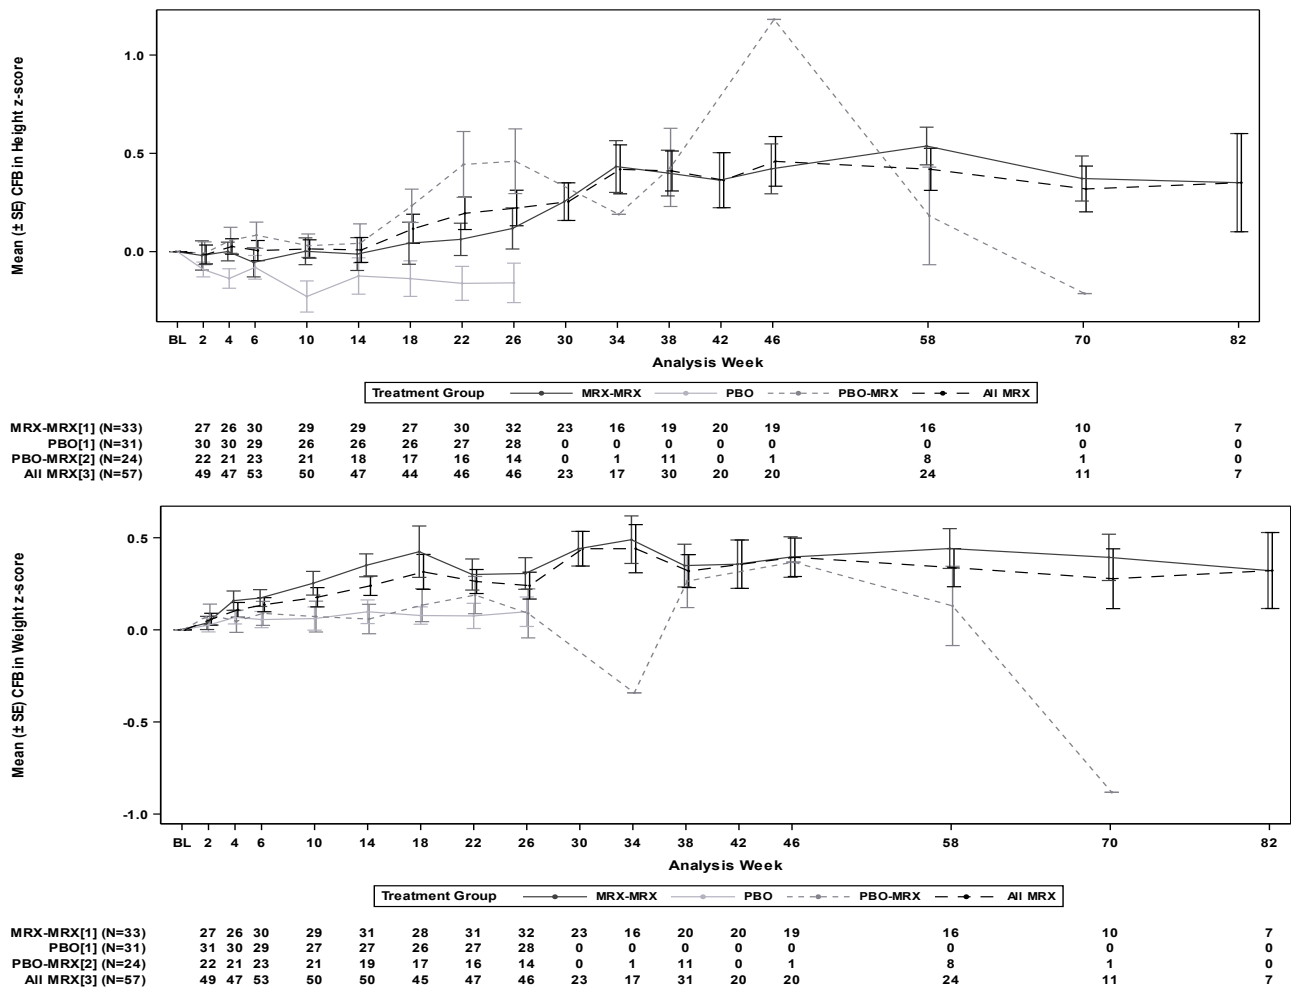 Mean (± SE) CFB in Height z-score
1.0
0.5
0.0
BL 2 4 6 10 14 18 22 26 30 34 38 42 46 58 70 82
Analysis Week
Treatment Group MRX-MRX PBO PBO-MRX All MRX
MRX-MRX[1] (N=33) 27 26 30 29 29 27 30 32 23 16 19 20 19 16 10 7
PBO[1] (N=31) 30 30 29 26 26 26 27 28 0 0 0 0 0 0 0 0
PBO-MRX[2] (N=24) 22 21 23 21 18 17 16 14 0 1 11 0 1 8 1 0
All MRX[3] (N=57) 49 47 53 50 47 44 46 46 23 17 30 20 20 24 11 7
Mean (± SE) CFB in Weight z-score
0.5
0.0
-0.5
-1.0
BL 2 4 6 10 14 18 22 26 30 34 38 42 46 58 70 82
Analysis Week
Treatment Group MRX-MRX PBO PBO-MRX All MRX
MRX-MRX[1] (N=33) 27 26 30 29 31 28 31 32 23 16 20 20 19 16 10 7
PBO[1] (N=31) 31 30 29 27 27 26 27 28 0 0 0 0 0 0 0 0
PBO-MRX[2] (N=24) 22 21 23 21 19 17 16 14 0 1 11 0 1 8 1 0
All MRX[3] (N=57) 49 47 53 50 50 45 47 46 23 17 31 20 20 24 11 7